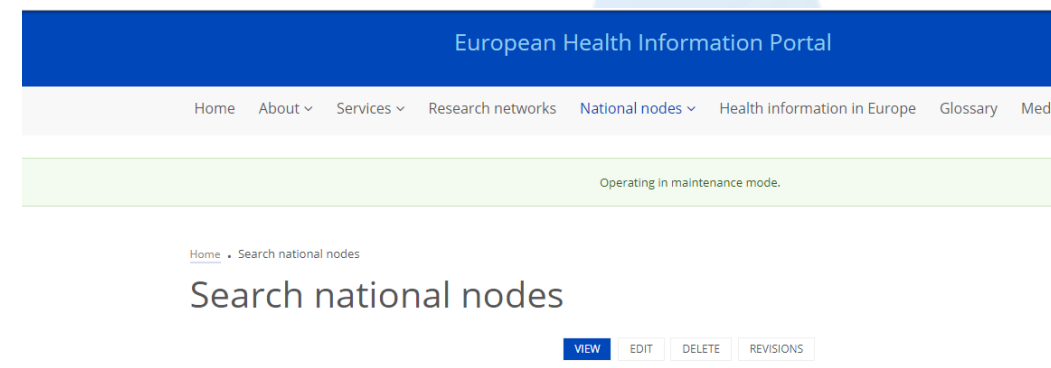 European Health Information Portal
Home About Services Research networks National nodes Health information in Europe Glossary Med
Operating in maintenance mode.
Home . Search national nodes
Search national nodes
VIEW EDIT DELETE REVISIONS